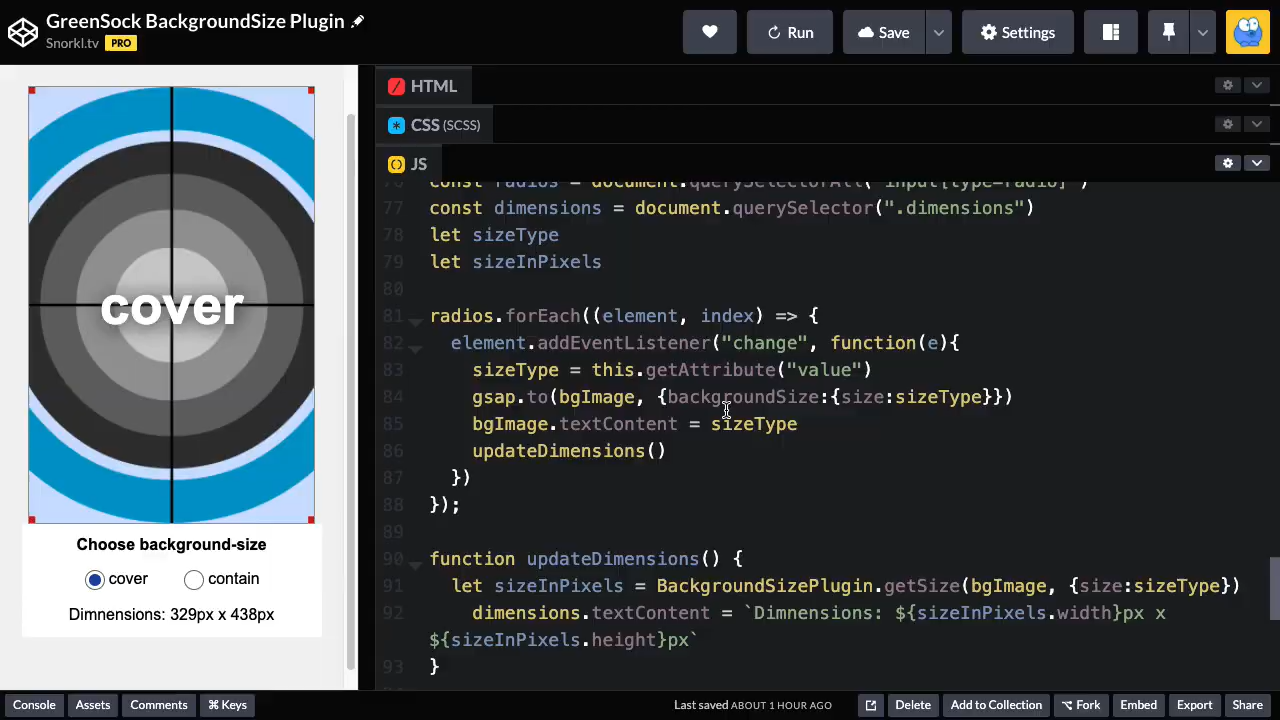 GreenSock BackgroundSize Plugin
Snorkl.tv PRO
Run
Save
Settings
cover
Choose background-size
cover contain
Dimnensions: 329px x 438px
HTML
CSS (SCSS)
JS
76 const radios = document.querySelectorAll("input[type=radio]")
77 const dimensions = document.querySelector(".dimensions")
78 let sizeType
79 let sizeInPixels
80
81 radios.forEach((element, index) => {
82 element.addEventListener("change", function(e){
83 sizeType = this.getAttribute("value")
84 gsap.to(bgImage, {backgroundSize:{size:sizeType}})
85 bgImage.textContent = sizeType
86 updateDimensions()
87 })
88 });
89
90 function updateDimensions() {
91 let sizeInPixels = BackgroundSizePlugin.getSize(bgImage, {size:sizeType})
92 dimensions.textContent = `Dimnensions: ${sizeInPixels.width}px x
${sizeInPixels.height}px`
93 }
Console Assets Comments ⌘ Keys
Last saved ABOUT 1 HOUR AGO
Delete Add to Collection Fork Embed Export Share